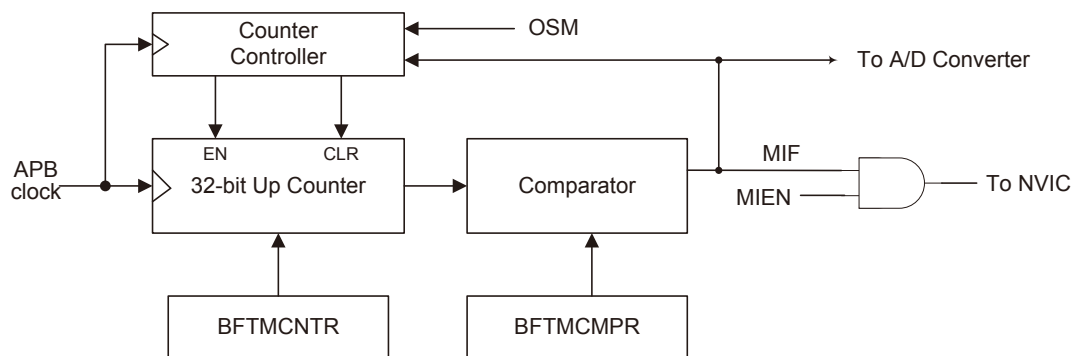 Counter
Controller
OSM
To A/D Converter
EN
CLR
APB
clock
32-bit Up Counter
Comparator
MIF
MIEN
To NVIC
BFTMCNTR
BFTMCMPR